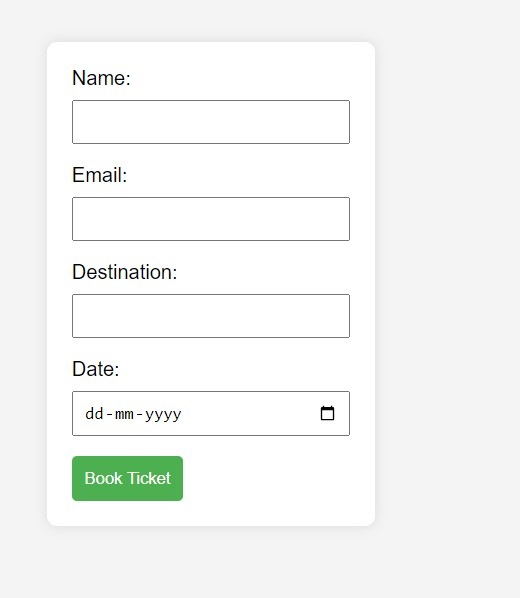 Name:
Email:
Destination:
Date:
dd-mm-yyyy
Book Ticket